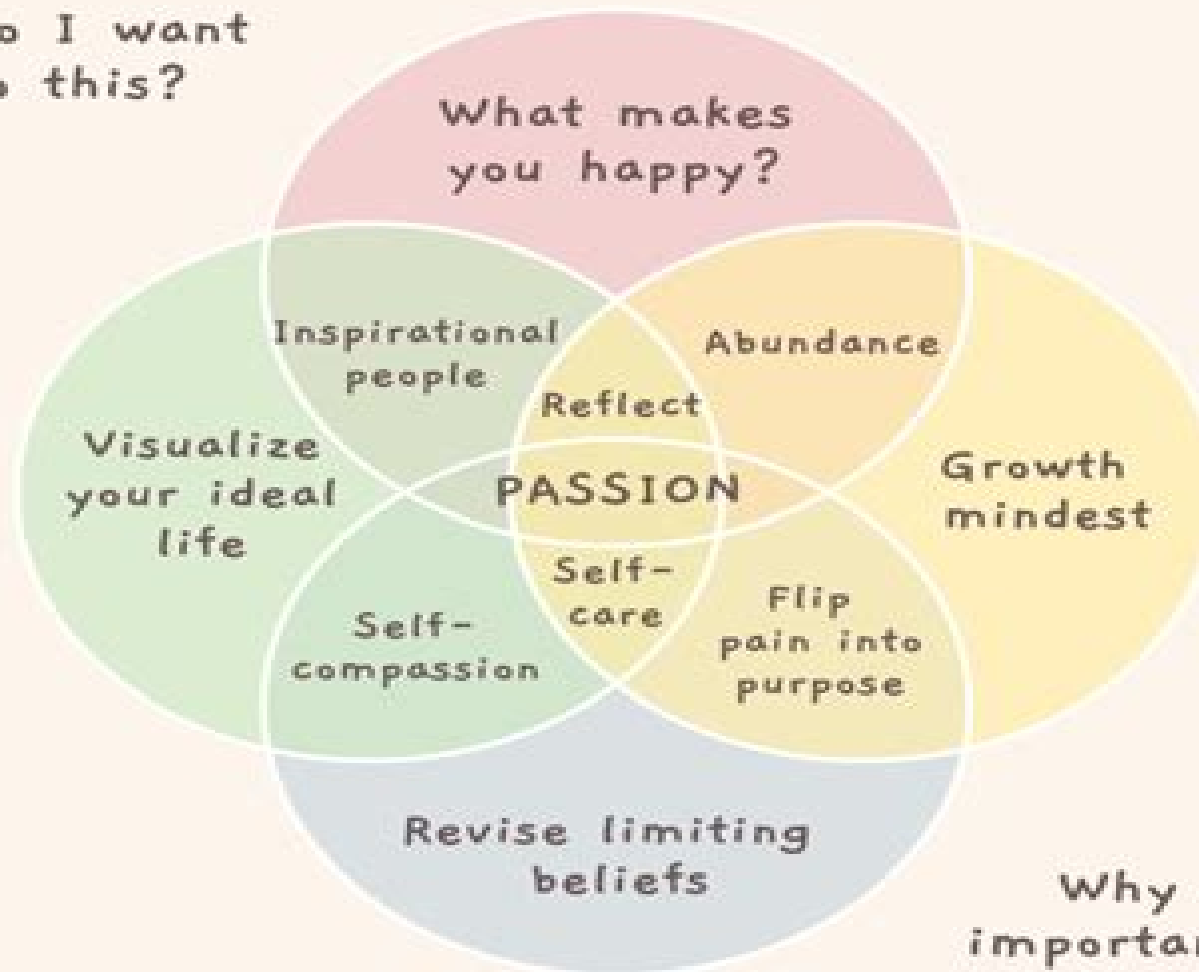 o I want
this?
What makes
you happy?
Inspirational
people
Abundance
Reflect
Visualize
your ideal
life
PASSION
Growth
mindest
Self-
care
Self-
compassion
Flip
pain into
purpose
Revise limiting
beliefs
Why
importan